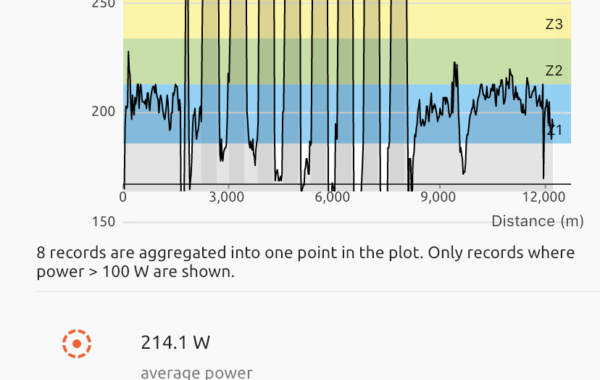 250
Z3
Z2
200
Z1
0 3,000 6,000 9,000 12,000
150 Distance (m)
8 records are aggregated into one point in the plot. Only records where
power > 100 W are shown.
214.1 W
average power